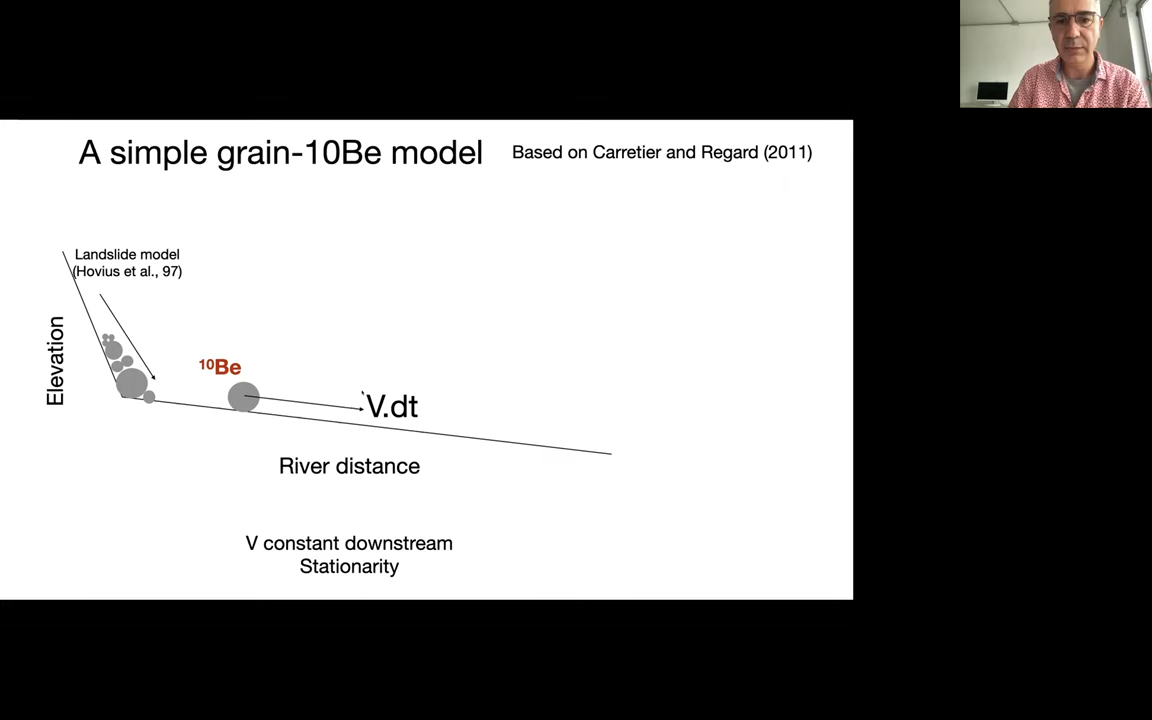 A simple grain-10Be model
Based on Carretier and Regard (2011)
Landslide model
(Hovius et al., 97)
Elevation
¹⁰Be
V.dt
River distance
V constant downstream
Stationarity